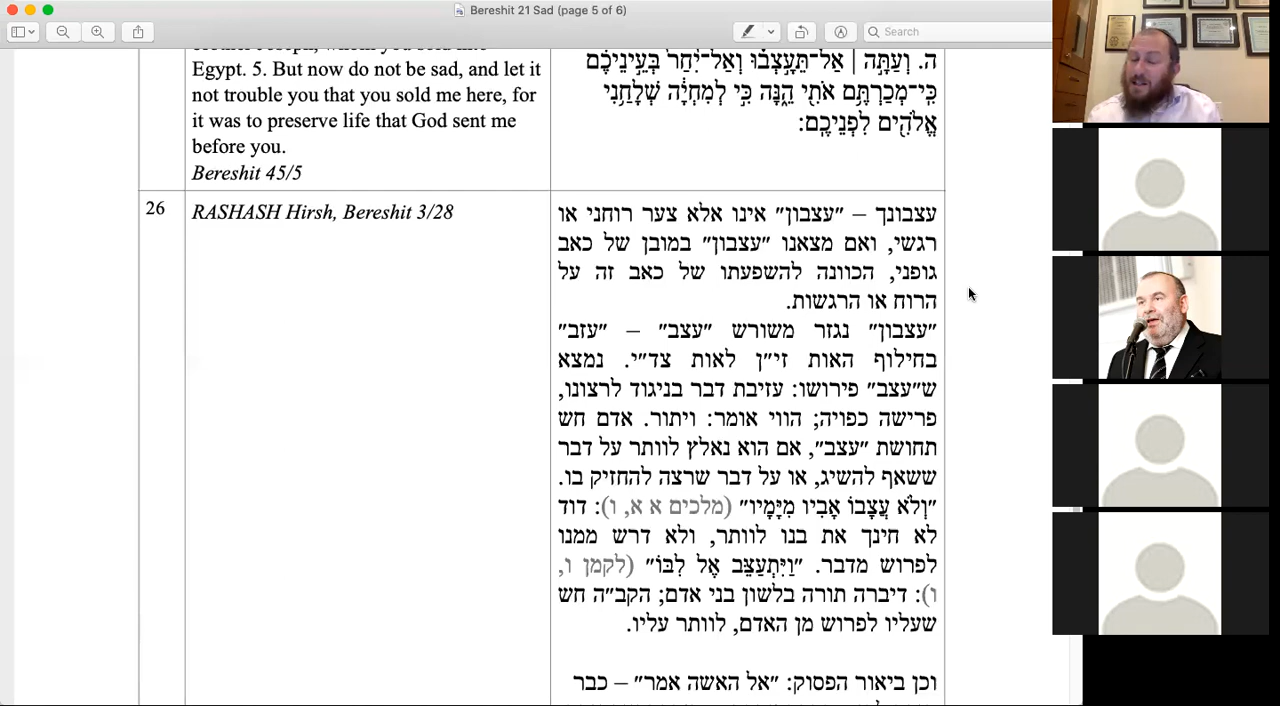 Bereshit 21 Sad (page 5 of 6)
Search
Egypt. 5. But now do not be sad, and let it
not trouble you that you sold me here, for
it was to preserve life that God sent me
before you.
Bereshit 45/5
ה. וְעַתָּ֣ה | אַל־תֵּעָ֣צְב֗וּ וְאַל־יִ֙חַר֙ בְּעֵ֣ינֵיכֶ֔ם
כִּֽי־מְכַרְתֶּ֥ם אֹתִ֖י הֵ֑נָּה כִּ֣י לְמִֽחְיָ֔ה שְׁלָחַ֥נִי
אֱלֹהִ֖ים לִפְנֵיכֶֽם:
26
RASHASH Hirsh, Bereshit 3/28
עצבונך – "עצבון" אינו אלא צער רוחני או
רגשי, ואם מצאנו "עצבון" במובן של כאב
גופני, הכוונה להשפעתו של כאב זה על
הרוח או הרגשות.
"עצבון" נגזר משורש "עצב" – "עזב"
בחילוף האות זי"ן לאות צד"י. נמצא
ש"עצב" פירושו: עזיבת דבר בניגוד לרצונו,
פרישה כפויה; הווי אומר: ויתור. אדם חש
תחושת "עצב", אם הוא נאלץ לוותר על דבר
ששאף להשיג, או על דבר שרצה להחזיק בו.
"וְלֹא עֲצָבוֹ אָבִיו מִיָּמָיו" (מלכים א א, ו): דוד
לא חינך את בנו לוותר, ולא דרש ממנו
לפרוש מדבר. "וַיִּתְעַצֵּב אֶל לִבּוֹ" (לקמן ו,
ו): דיברה תורה בלשון בני אדם; הקב"ה חש
שעליו לפרוש מן האדם, לוותר עליו.
וכן ביאור הפסוק: "אל האשה אמר" – כבר